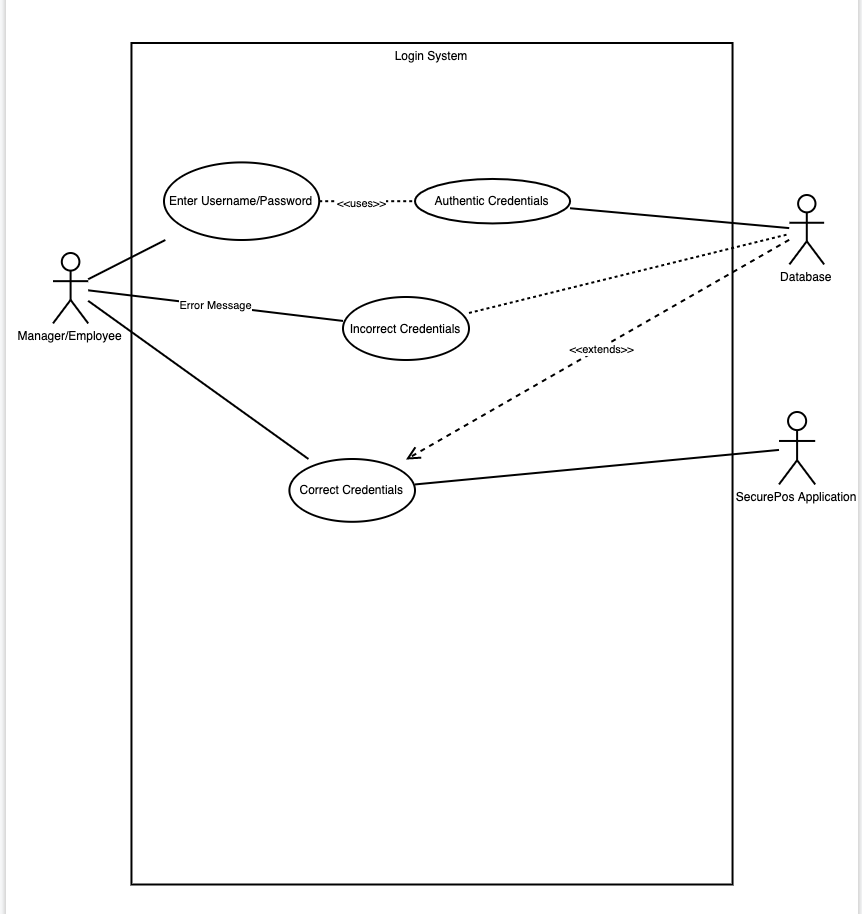 Login System
Enter Username/Password
<<uses>>
Authentic Credentials
Database
Error Message
Manager/Employee
Incorrect Credentials
<<extends>>
Correct Credentials
SecurePos Application